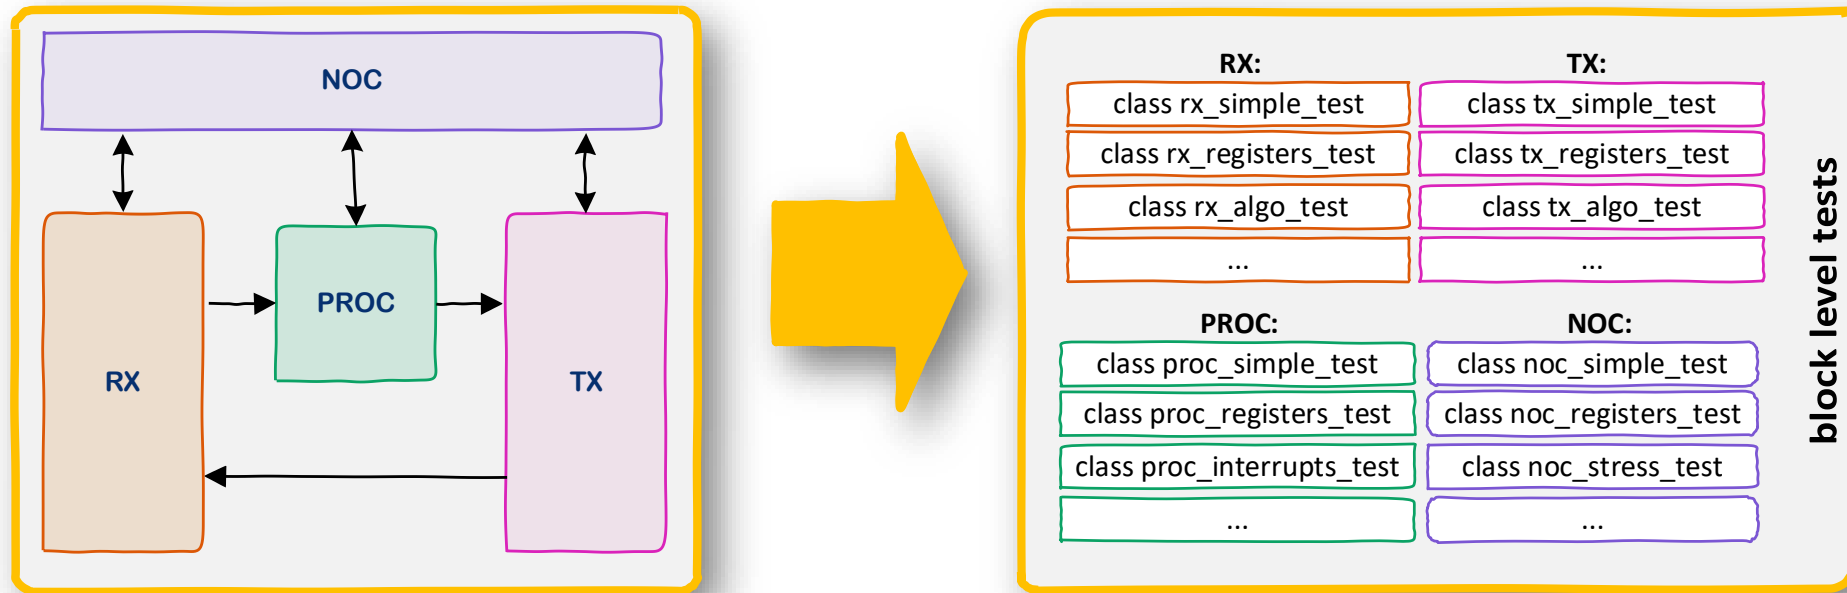 NOC
RX
PROC
TX
RX:
class rx_simple_test
class rx_registers_test
class rx_algo_test
...
TX:
class tx_simple_test
class tx_registers_test
class tx_algo_test
...
PROC:
class proc_simple_test
class proc_registers_test
class proc_interrupts_test
...
NOC:
class noc_simple_test
class noc_registers_test
class noc_stress_test
...
block level tests